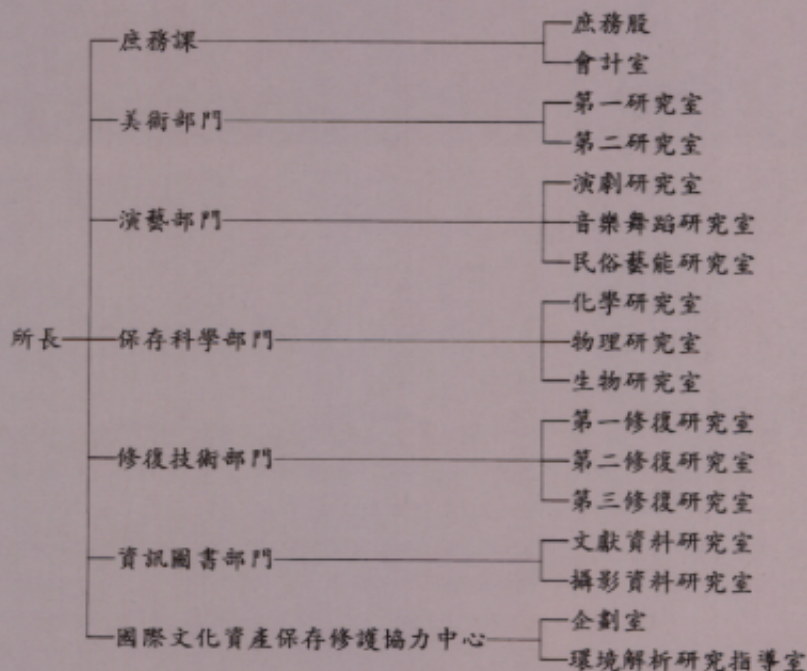 庶務課
庶務股
會計室
美術部門
第一研究室
第二研究室
演藝部門
演劇研究室
音樂舞蹈研究室
民俗藝能研究室
所長
保存科學部門
化學研究室
物理研究室
生物研究室
修復技術部門
第一修復研究室
第二修復研究室
第三修復研究室
資訊圖書部門
文獻資料研究室
攝影資料研究室
國際文化資產保存修護協力中心
企劃室
環境解析研究指導室